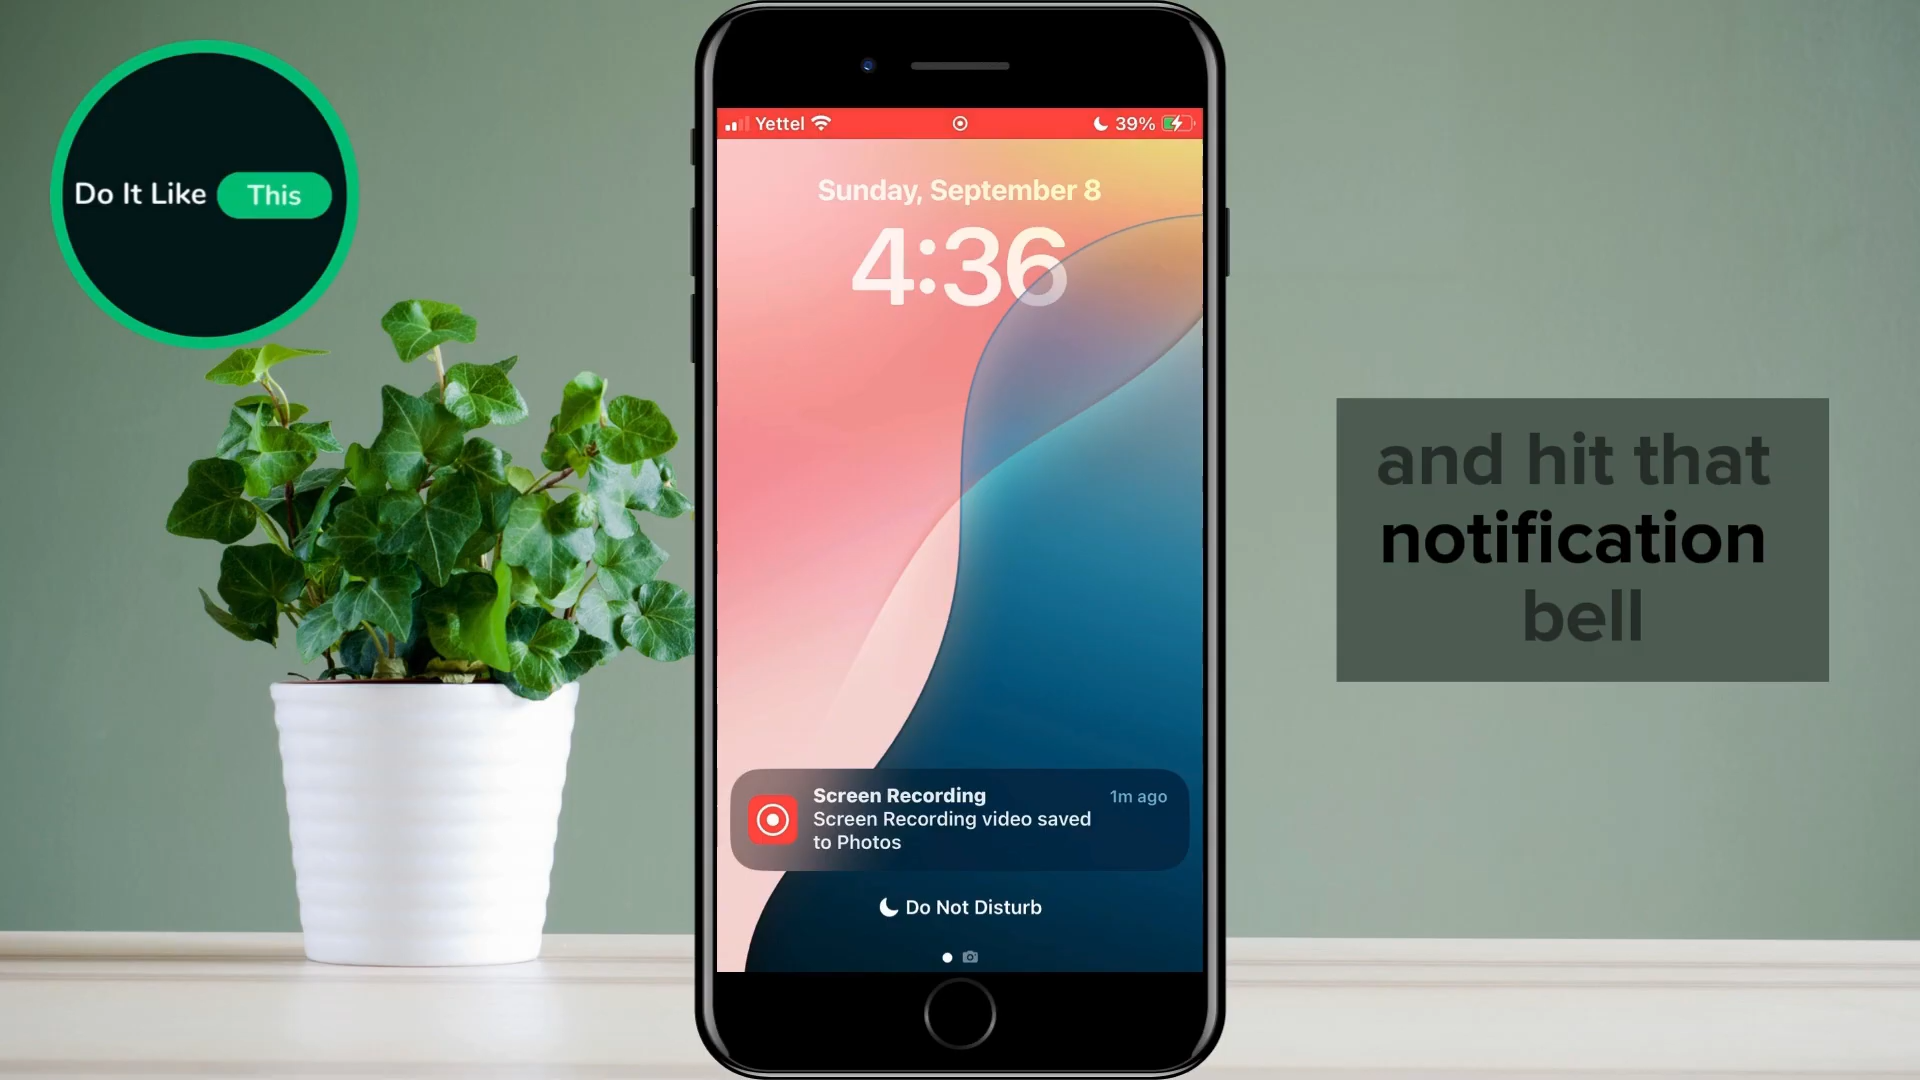 Do It Like This
Yettel
39%
Sunday, September 8
4:36
Screen Recording
1m ago
Screen Recording video saved
to Photos
Do Not Disturb
and hit that
notification
bell